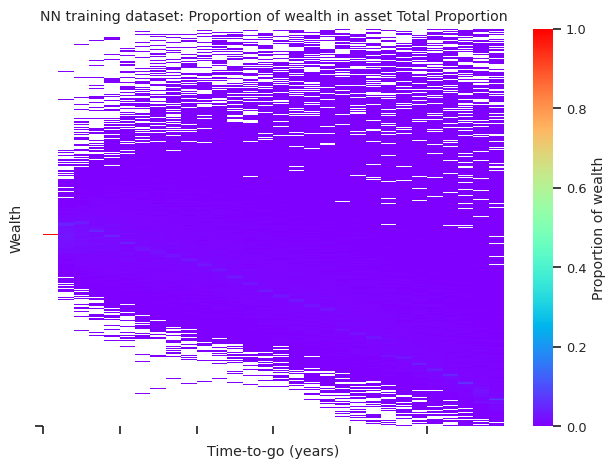 NN training dataset: Proportion of wealth in asset Total Proportion
Wealth
Time-to-go (years)
1.0
0.8
0.6
0.4
0.2
0.0
Proportion of wealth